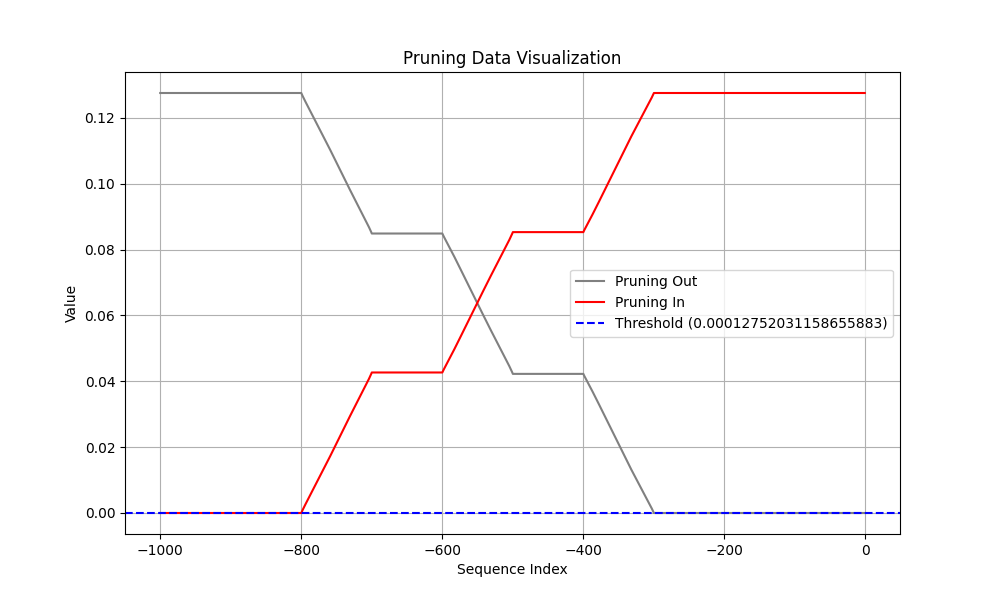 Pruning Data Visualization
0.12
0.10
0.08
0.06
0.04
0.02
0.00
Value
Pruning Out
Pruning In
Threshold (0.00012752031158655883)
−1000
−800
−600
−400
−200
0
Sequence Index